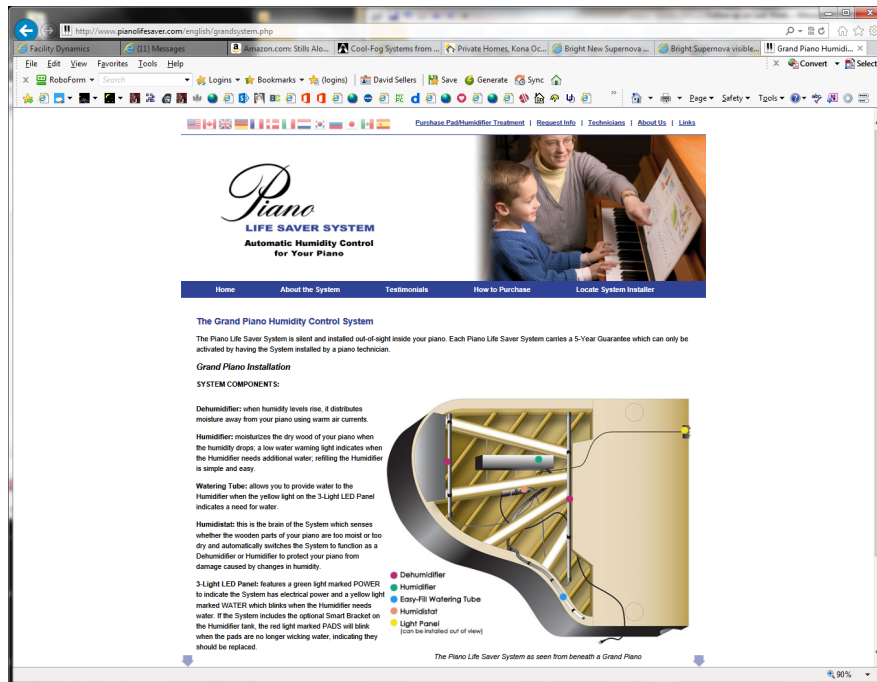 http://www.pianolifesaver.com/english/grandsystem.php
Facility Dynamics
(11) Messages
Amazon.com: Stills Alo...
Cool-Fog Systems from ...
Private Homes, Kona Oc...
Bright New Supernova ...
Bright Supernova visible...
Grand Piano Humidi...
File Edit View Favorites Tools Help
Convert
Select
RoboForm Search Logins Bookmarks (logins) David Sellers Save Generate Sync
Page Safety Tools
Purchase Pad/Humidifier Treatment | Request Info | Technicians | About Us | Links
Piano
LIFE SAVER SYSTEM
Automatic Humidity Control
for Your Piano
Home About the System Testimonials How to Purchase Locate System Installer
The Grand Piano Humidity Control System
The Piano Life Saver System is silent and installed out-of-sight inside your piano. Each Piano Life Saver System carries a 5-Year Guarantee which can only be
activated by having the System installed by a piano technician.
Grand Piano Installation
SYSTEM COMPONENTS:
Dehumidifier: when humidity levels rise, it distributes
moisture away from your piano using warm air currents.
Humidifier: moisturizes the dry wood of your piano when
the humidity drops; a low water warning light indicates when
the Humidifier needs additional water; refilling the Humidifier
is simple and easy.
Watering Tube: allows you to provide water to the
Humidifier when the yellow light on the 3-Light LED Panel
indicates a need for water.
Humidistat: this is the brain of the System which senses
whether the wooden parts of your piano are too moist or too
dry and automatically switches the System to function as a
Dehumidifier or Humidifier to protect your piano from
damage caused by changes in humidity.
3-Light LED Panel: features a green light marked POWER
to indicate the System has electrical power and a yellow light
marked WATER which blinks when the Humidifier needs
water. If the System includes the optional Smart Bracket on
the Humidifier tank, the red light marked PADS will blink
when the pads are no longer wicking water, indicating they
should be replaced.
Dehumidifier
Humidifier
Easy-Fill Watering Tube
Humidistat
Light Panel
(can be installed out of view)
The Piano Life Saver System as seen from beneath a Grand Piano
90%